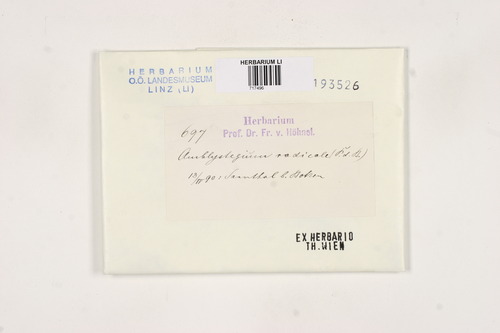 HERBARIUM
O.Ö. LANDESMUSEUM
LINZ (LI)
HERBARIUM LI
193526
Herbarium
Prof. Dr. Fr. v. Höhnel.
697
Amblystegium radicale
EX HERBARIO
TH. WIEN